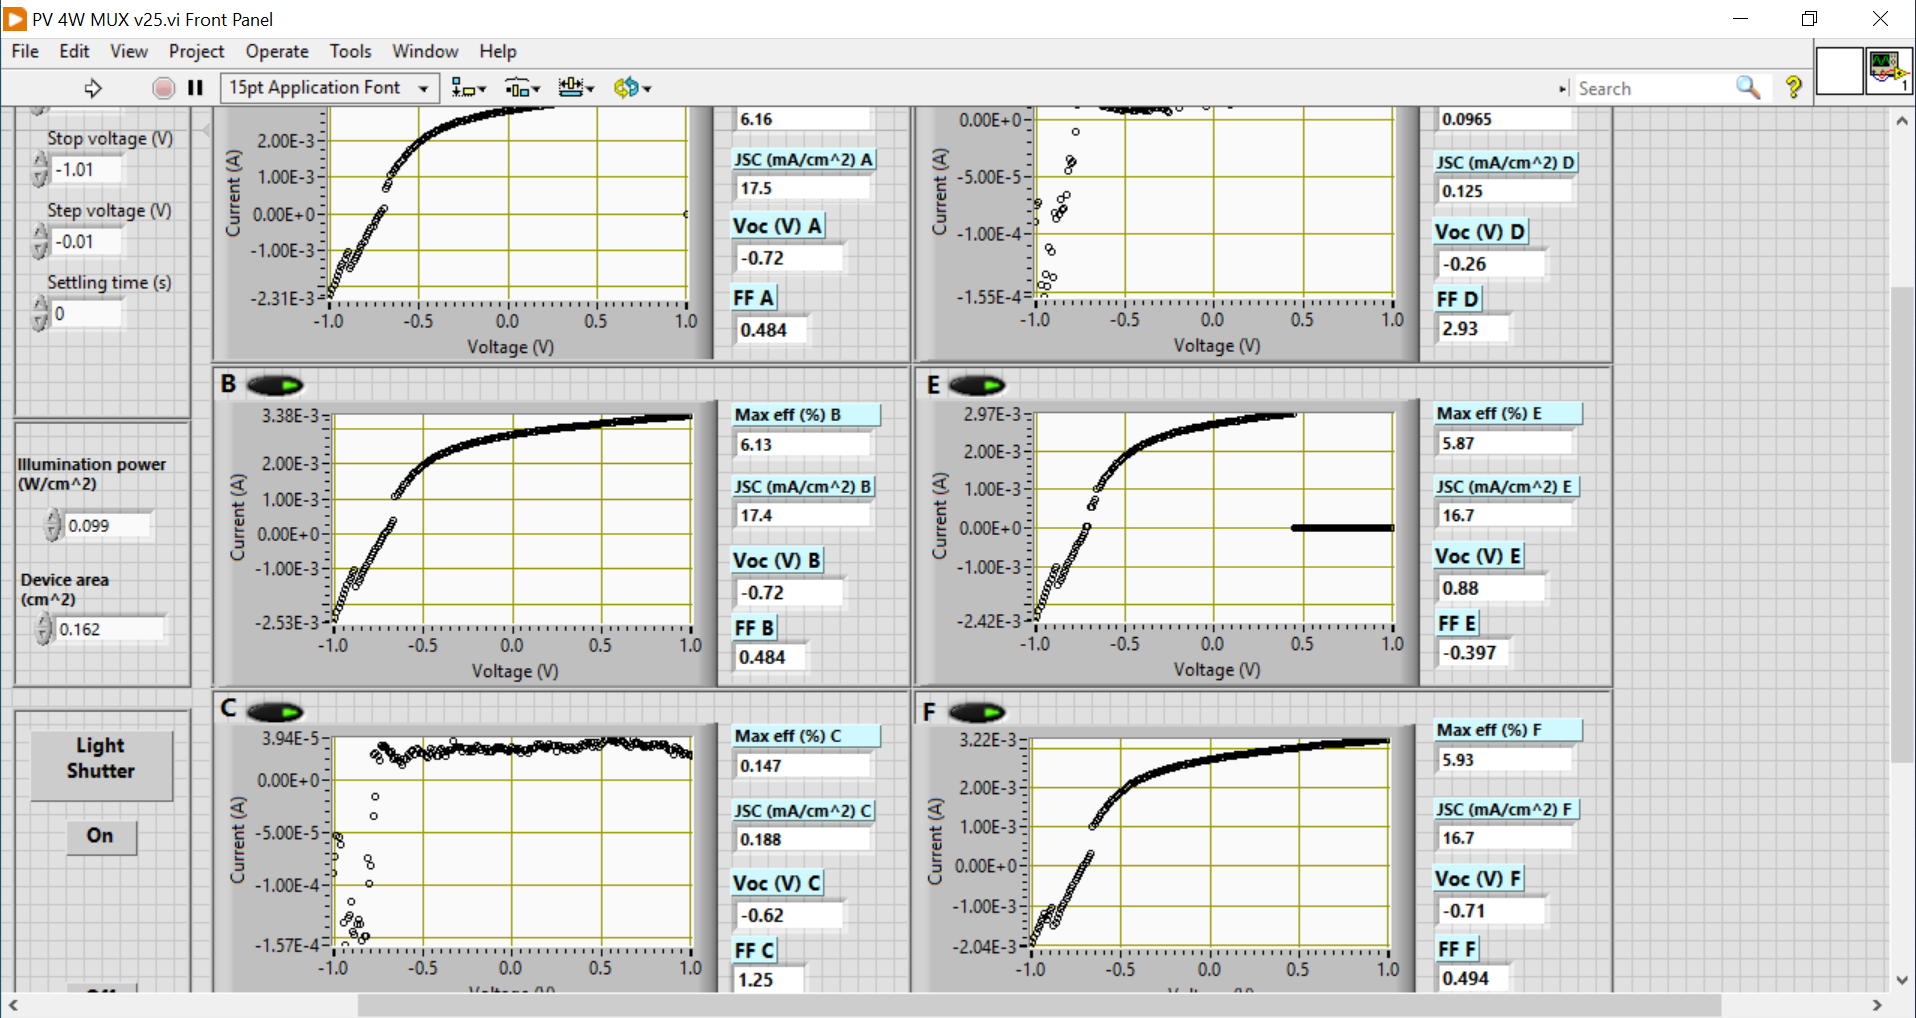 PV 4W MUX v25.vi Front Panel
File Edit View Project Operate Tools Window Help
15pt Application Font
Search
1
Stop voltage (V)
-1.01
Step voltage (V)
-0.01
Settling time (s)
0
Illumination power
(W/cm^2)
0.099
Device area
(cm^2)
0.162
Light
Shutter
On
Current (A)
2.00E-3
1.00E-3
0.00E+0
-1.00E-3
-2.31E-3
-1.0 -0.5 0.0 0.5 1.0
Voltage (V)
6.16
JSC (mA/cm^2) A
17.5
Voc (V) A
-0.72
FF A
0.484
Current (A)
0.00E+0
-5.00E-5
-1.00E-4
-1.55E-4
-1.0 -0.5 0.0 0.5 1.0
Voltage (V)
0.0965
JSC (mA/cm^2) D
0.125
Voc (V) D
-0.26
FF D
2.93
B
Current (A)
3.38E-3
2.00E-3
1.00E-3
0.00E+0
-1.00E-3
-2.53E-3
-1.0 -0.5 0.0 0.5 1.0
Voltage (V)
Max eff (%) B
6.13
JSC (mA/cm^2) B
17.4
Voc (V) B
-0.72
FF B
0.484
E
Current (A)
2.97E-3
2.00E-3
1.00E-3
0.00E+0
-1.00E-3
-2.42E-3
-1.0 -0.5 0.0 0.5 1.0
Voltage (V)
Max eff (%) E
5.87
JSC (mA/cm^2) E
16.7
Voc (V) E
0.88
FF E
-0.397
C
Current (A)
3.94E-5
0.00E+0
-5.00E-5
-1.00E-4
-1.57E-4
-1.0 -0.5 0.0 0.5 1.0
Max eff (%) C
0.147
JSC (mA/cm^2) C
0.188
Voc (V) C
-0.62
FF C
1.25
F
Current (A)
3.22E-3
2.00E-3
1.00E-3
0.00E+0
-1.00E-3
-2.04E-3
-1.0 -0.5 0.0 0.5 1.0
Max eff (%) F
5.93
JSC (mA/cm^2) F
16.7
Voc (V) F
-0.71
FF F
0.494